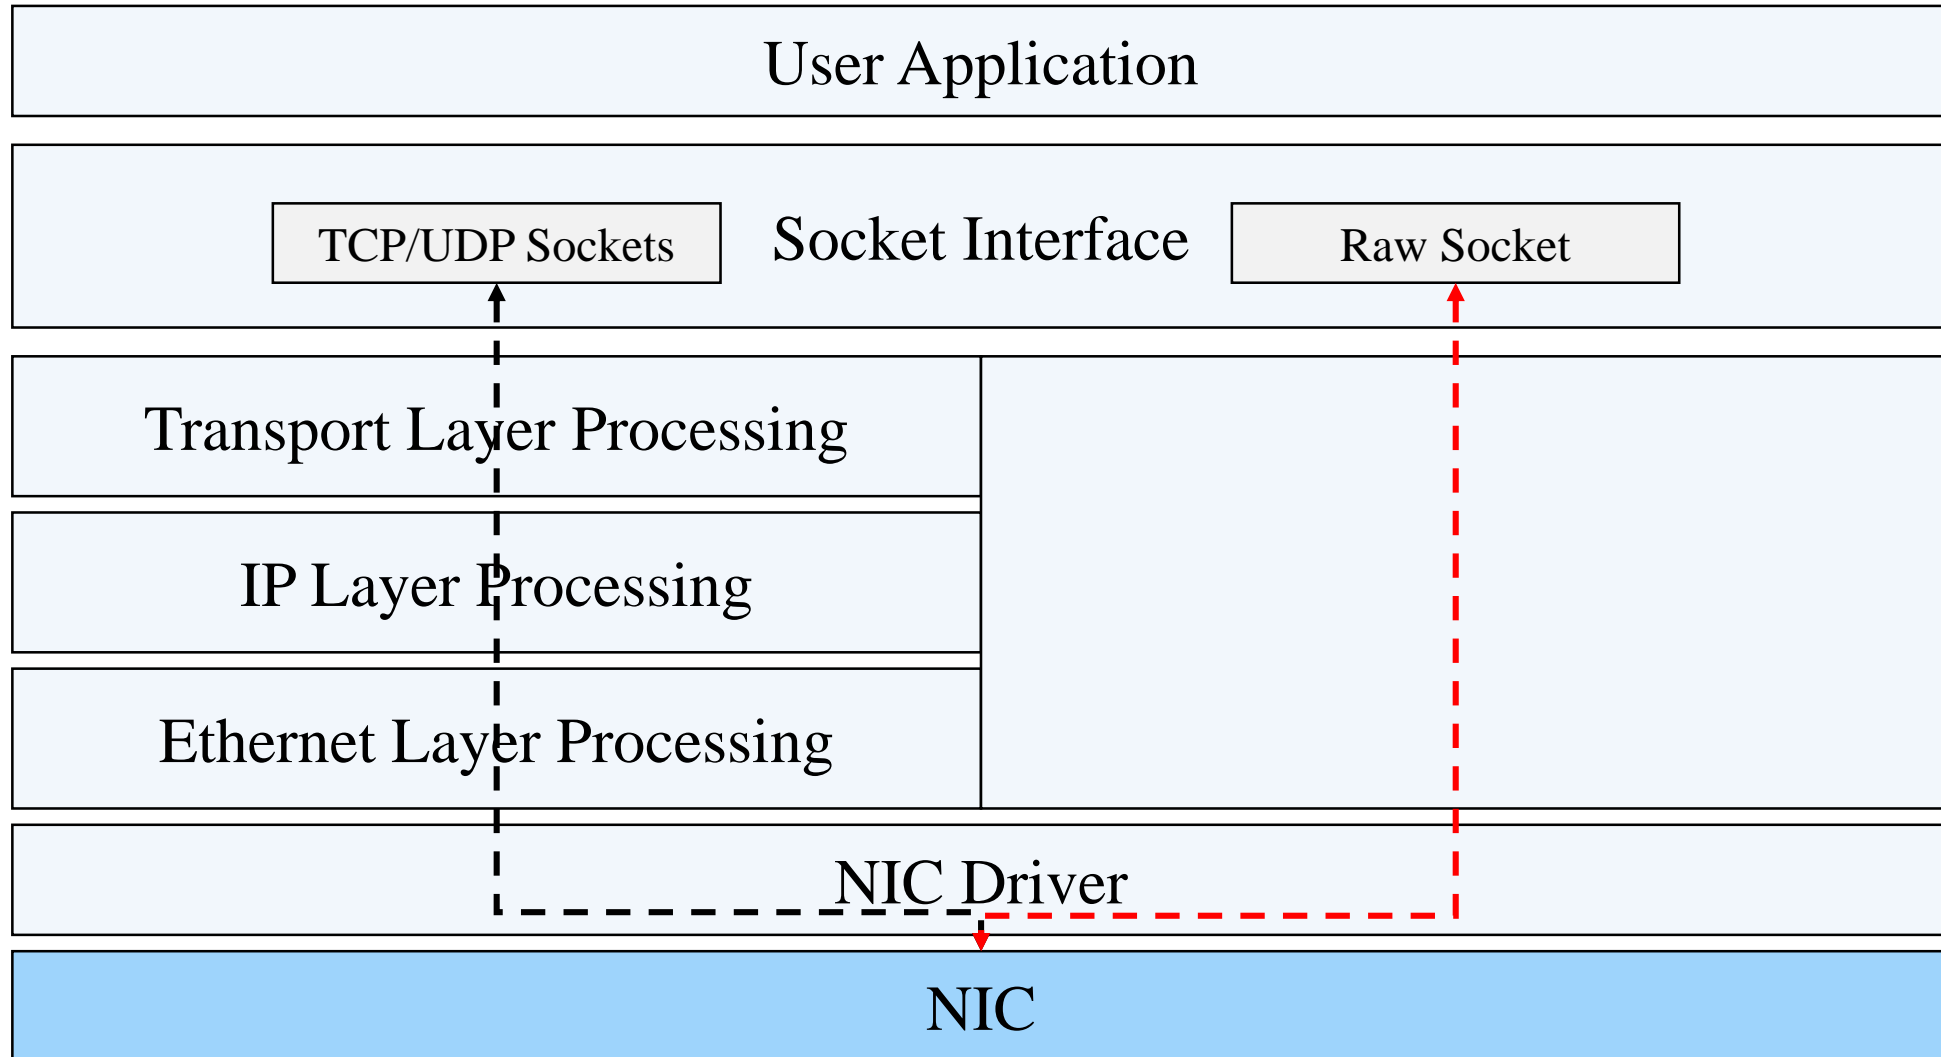 User Application
TCP/UDP Sockets
Socket Interface
Raw Socket
Transport Layer Processing
IP Layer Processing
Ethernet Layer Processing
NIC Driver
NIC